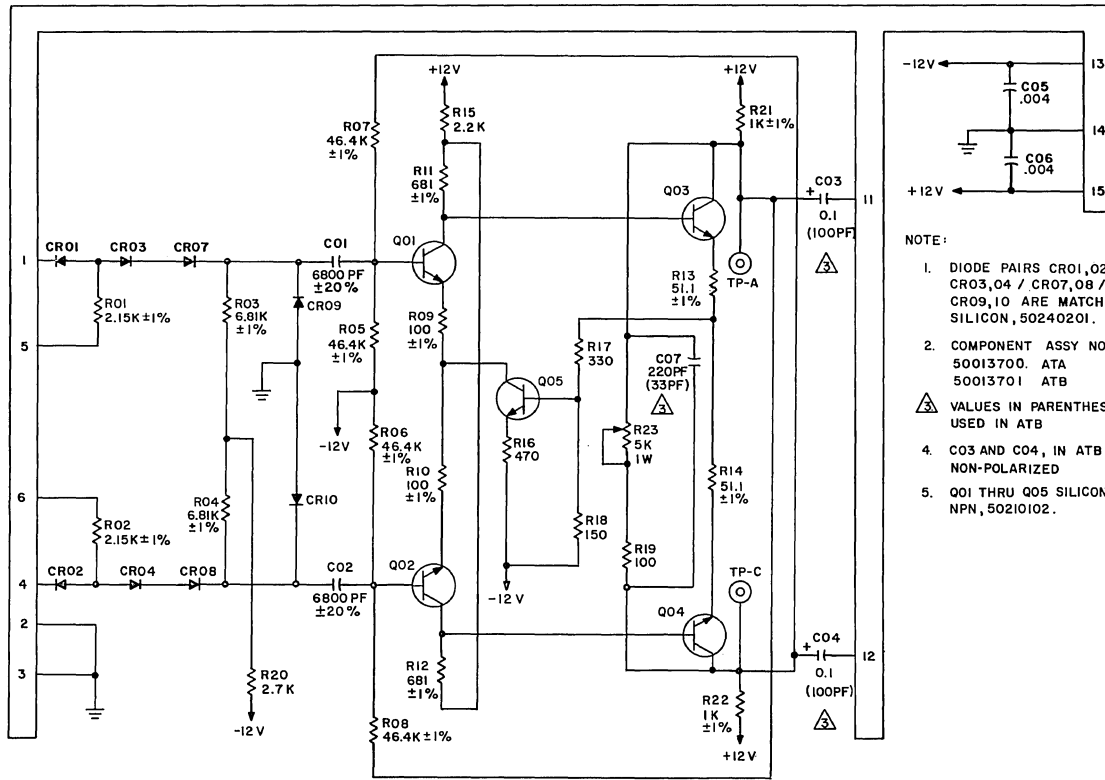 +12V
+12V
-12V
13
R15
2.2K
R21
1K±1%
C05
.004
R07
46.4K
±1%
14
R11
681
±1%
C06
.004
Q03
C03
+
0.1
(100PF)
3
11
+12V
15
Q01
CR01
CR03
CR07
C01
6800 PF
±20%
1
NOTE:
TP-A
R13
51.1
±1%
1. DIODE PAIRS CR01,02
CR03,04 / CR07,08 /
CR09,10 ARE MATCH
SILICON,50240201.
CR09
R01
2.15K±1%
R03
6.81K
±1%
R09
100
±1%
R05
46.4K
±1%
5
R17
330
C07
220PF
(33PF)
3
2. COMPONENT ASSY NO
50013700. ATA
50013701 ATB
Q05
3 VALUES IN PARENTHES
USED IN ATB
-12V
R06
46.4K
±1%
R16
470
R23
5K
1W
4. C03 AND C04, IN ATB
NON-POLARIZED
R10
100
±1%
R14
51.1
±1%
6
CR10
5. Q01 THRU Q05 SILICON
NPN,50210102.
R04
6.81K
±1%
R02
2.15K±1%
R18
150
R19
100
CR02
CR04
CR08
C02
6800 PF
±20%
Q02
-12V
TP-C
4
Q04
2
C04
+
0.1
(100PF)
3
12
R12
681
±1%
3
R20
2.7K
R22
1K
±1%
-12V
R08
46.4K±1%
+12V